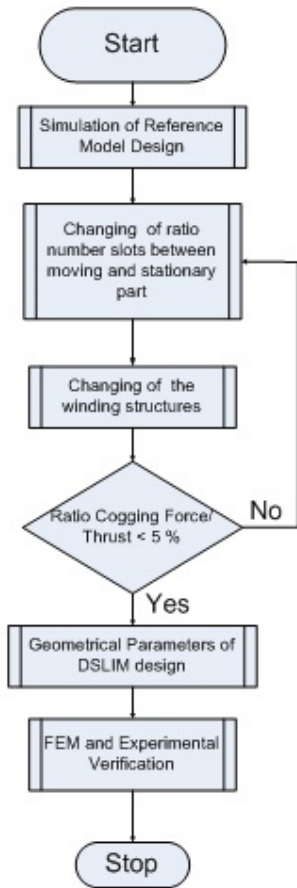 Start
Simulation of Reference
Model Design
Changing of ratio
number slots between
moving and stationary
part
Changing of the
winding structures
Ratio Cogging Force/
Thrust < 5 %
No
Yes
Geometrical Parameters of
DSLIM design
FEM and Experimental
Verification
Stop